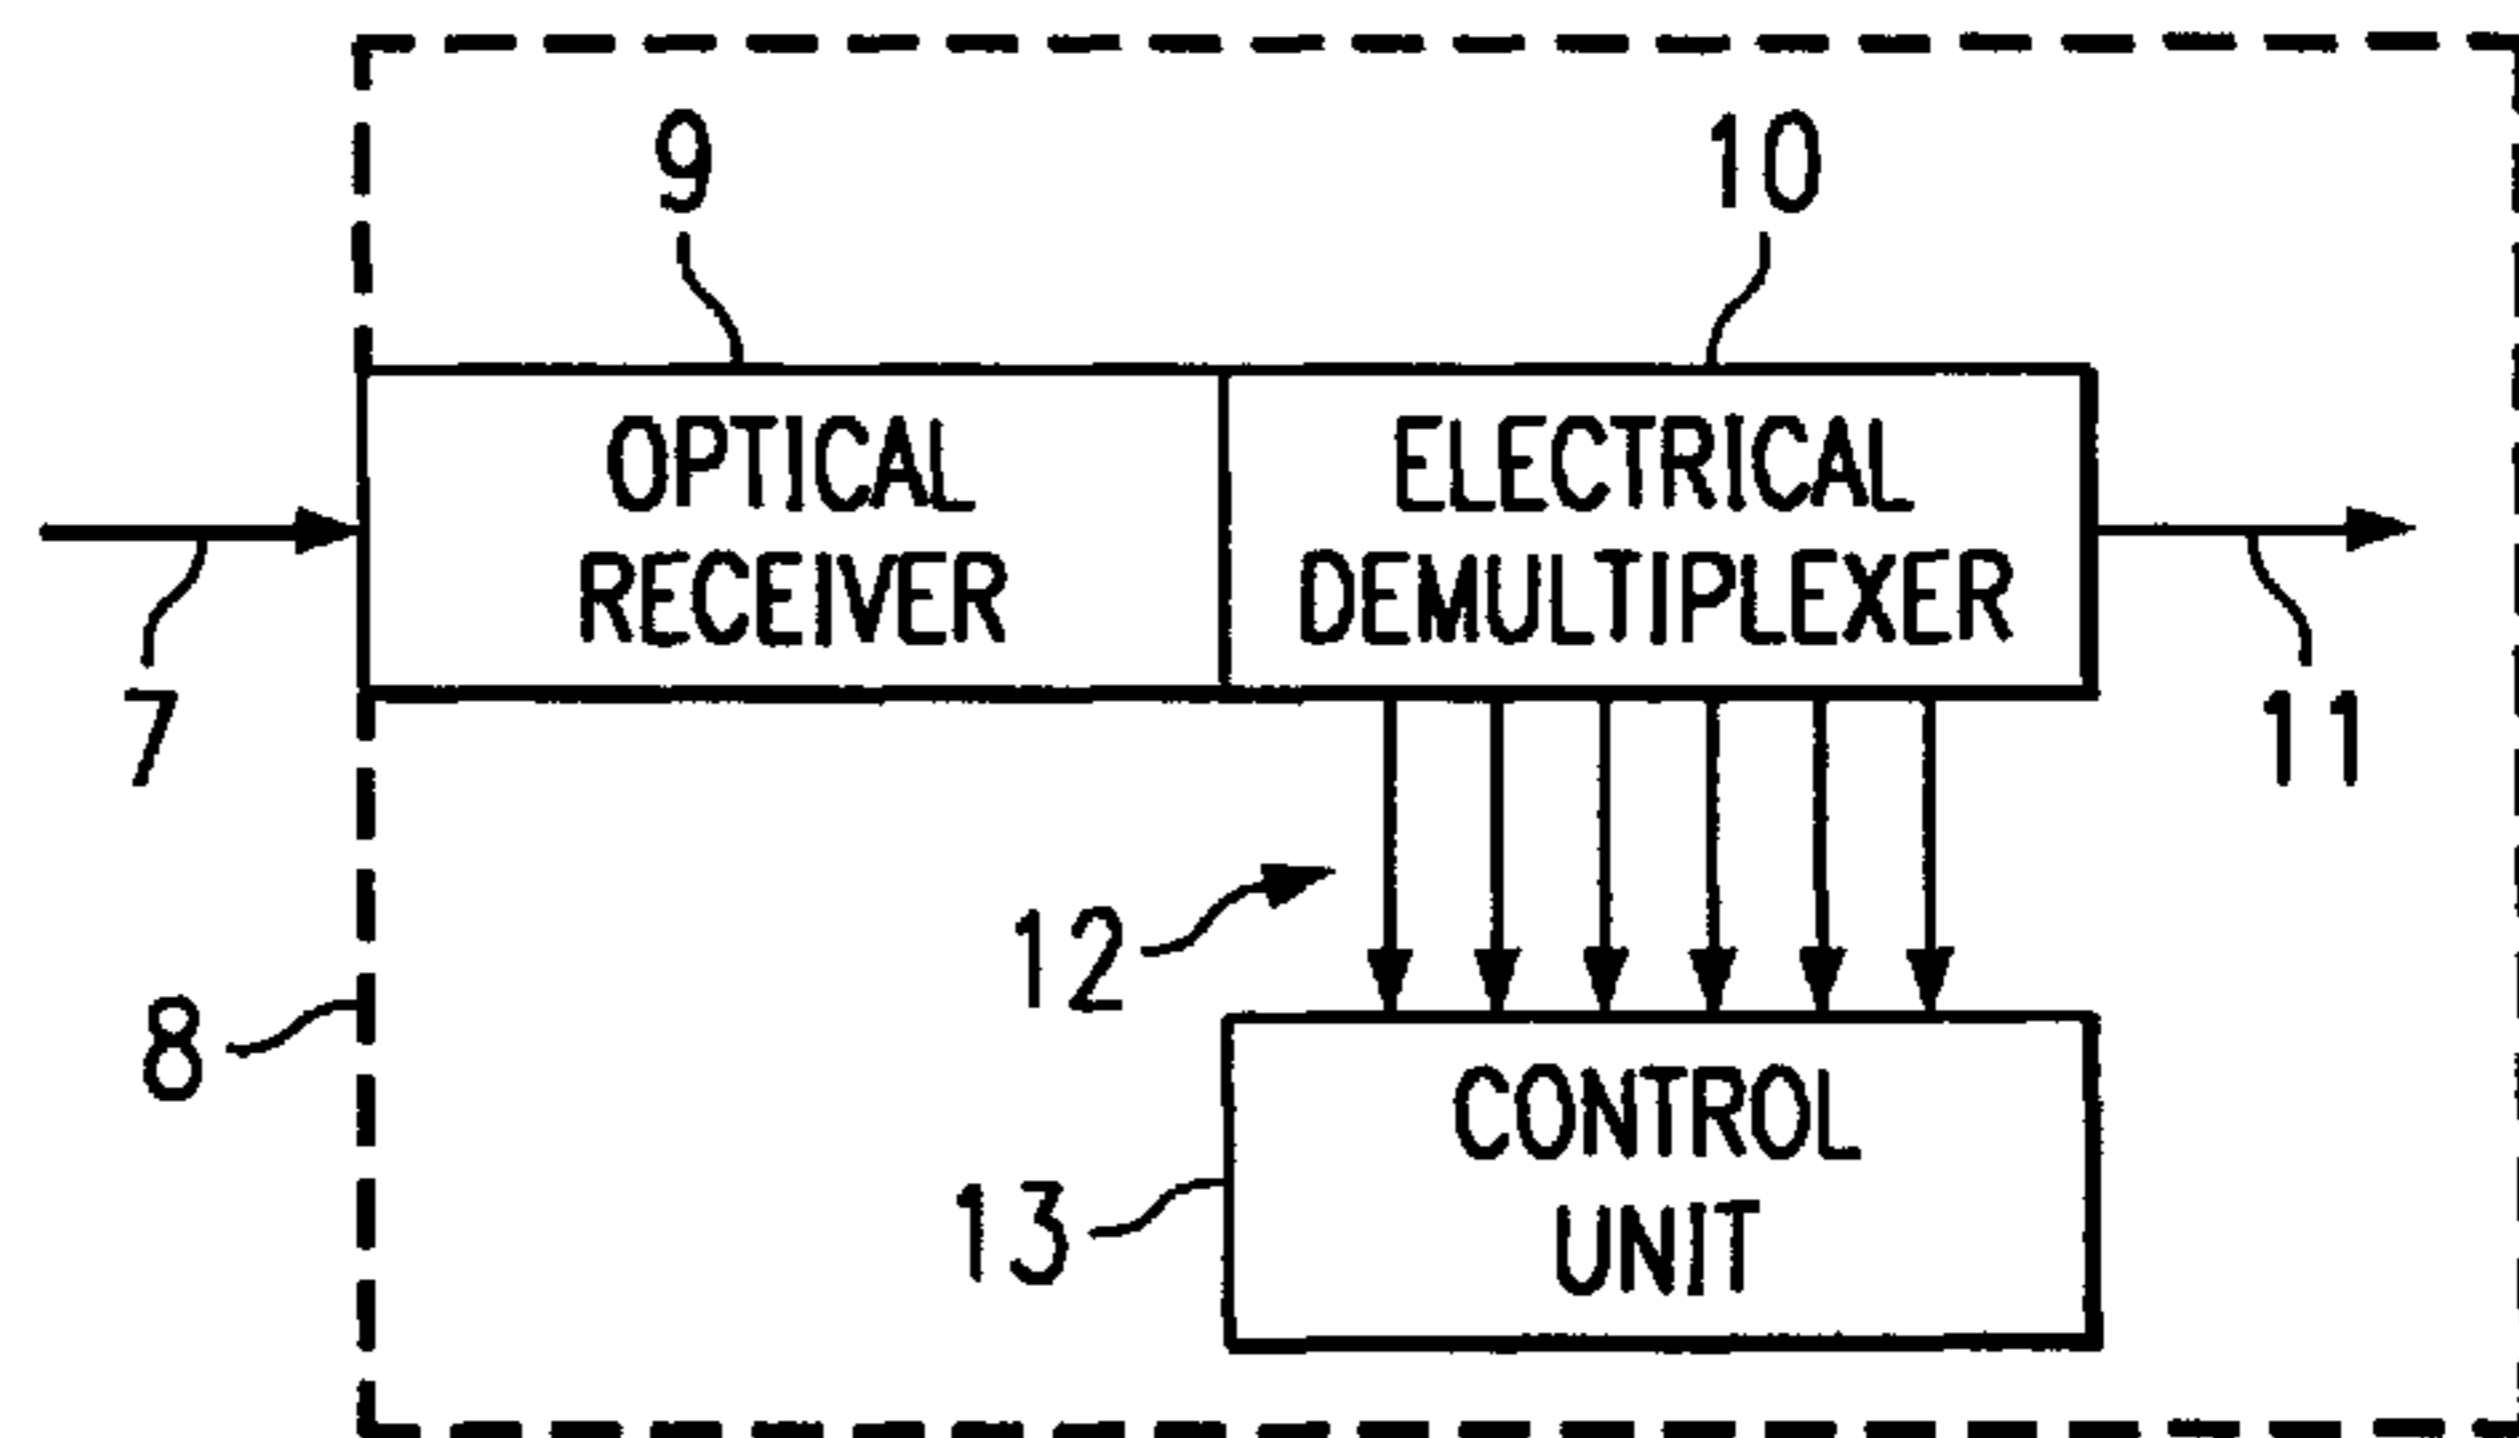 9
10
OPTICAL
RECEIVER
ELECTRICAL
DEMULTIPLEXER
7
11
12
8
CONTROL
UNIT
13